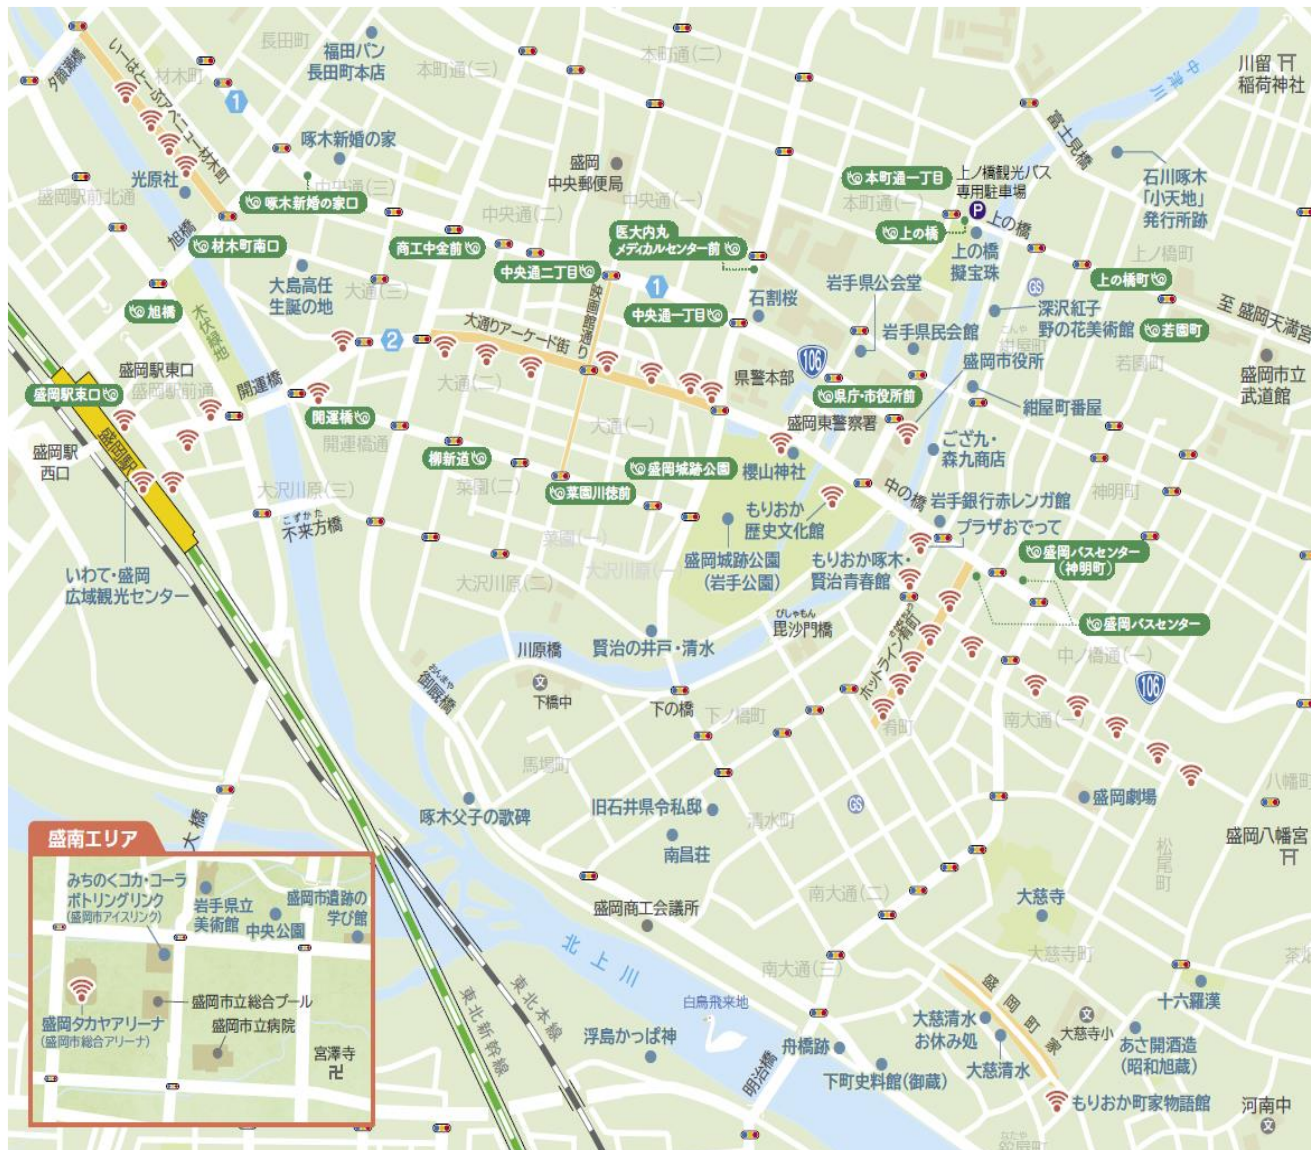 夕顔瀬橋
いーはとーぶアベニュー材木町
材木町
長田町
福田パン
長田町本店
本町通(三)
本町通(二)
中津川
川留
稲荷神社
富士見橋
1
啄木新婚の家
盛岡
中央郵便局
本町通一丁目
上ノ橋観光バス
専用駐車場
P
石川啄木
「小天地」
発行所跡
盛岡駅前北通
光原社
中央通(三)
啄木新婚の家口
中央通(二)
中央通(一)
本町通(一)
上の橋
上の橋
旭橋
材木町南口
商工中金前
医大内丸
メディカルセンター前
上の橋
擬宝珠
上ノ橋町
中央通二丁目
大島高任
生誕の地
大通(三)
1
石割桜
岩手県公会堂
GS
上の橋町
至 盛岡天満宮
木伏緑地
旭橋
映画館通り
中央通一丁目
深沢紅子
野の花美術館
若園町
こんや
紺屋町
岩手県民会館
大通りアーケード街
2
106
盛岡市役所
若園町
盛岡市立
武道館
盛岡駅東口
盛岡駅前通
開運橋
大通(二)
県警本部
盛岡駅東口
県庁・市役所前
紺屋町番屋
開運橋
大通(一)
盛岡東警察署
盛岡駅
盛岡駅
西口
開運橋通
柳新道
盛岡城跡公園
櫻山神社
ござ九・
森九商店
菜園(二)
菜園川徳前
中の橋
神明町
大沢川原(三)
こずかた
不来方橋
もりおか
歴史文化館
岩手銀行赤レンガ館
プラザおでって
菜園(一)
盛岡城跡公園
(岩手公園)
もりおか啄木・
賢治青春館
盛岡バスセンター
(神明町)
いわて・盛岡
広域観光センター
大沢川原(二)
大沢川原(一)
びしゃもん
毘沙門橋
盛岡バスセンター
賢治の井戸・清水
川原橋
ホットライン肴町
中ノ橋通(一)
おんまや
御厩橋
文
下橋中
下の橋
下ノ橋町
106
南大通(一)
肴町
馬場町
八幡町
啄木父子の歌碑
旧石井県令私邸
GS
清水町
盛岡劇場
大橋
南昌荘
松尾町
盛岡八幡宮
盛南エリア
みちのくコカ・コーラ
ボトリングリンク
(盛岡市アイスリンク)
岩手県立
美術館
中央公園
盛岡市遺跡の
学び館
盛岡タカヤアリーナ
(盛岡市総合アリーナ)
盛岡市立総合プール
盛岡市立病院
宮澤寺
卍
南大通(二)
大慈寺
盛岡商工会議所
北上川
大慈寺町
南大通(三)
盛岡町家
東北本線
東北新幹線
白鳥飛来地
十六羅漢
大慈清水
お休み処
文
大慈寺小
あさ開酒造
(昭和旭蔵)
浮島かっぱ神
舟橋跡
下町史料館(御蔵)
大慈清水
明治橋
もりおか町家物語館
河南中
文